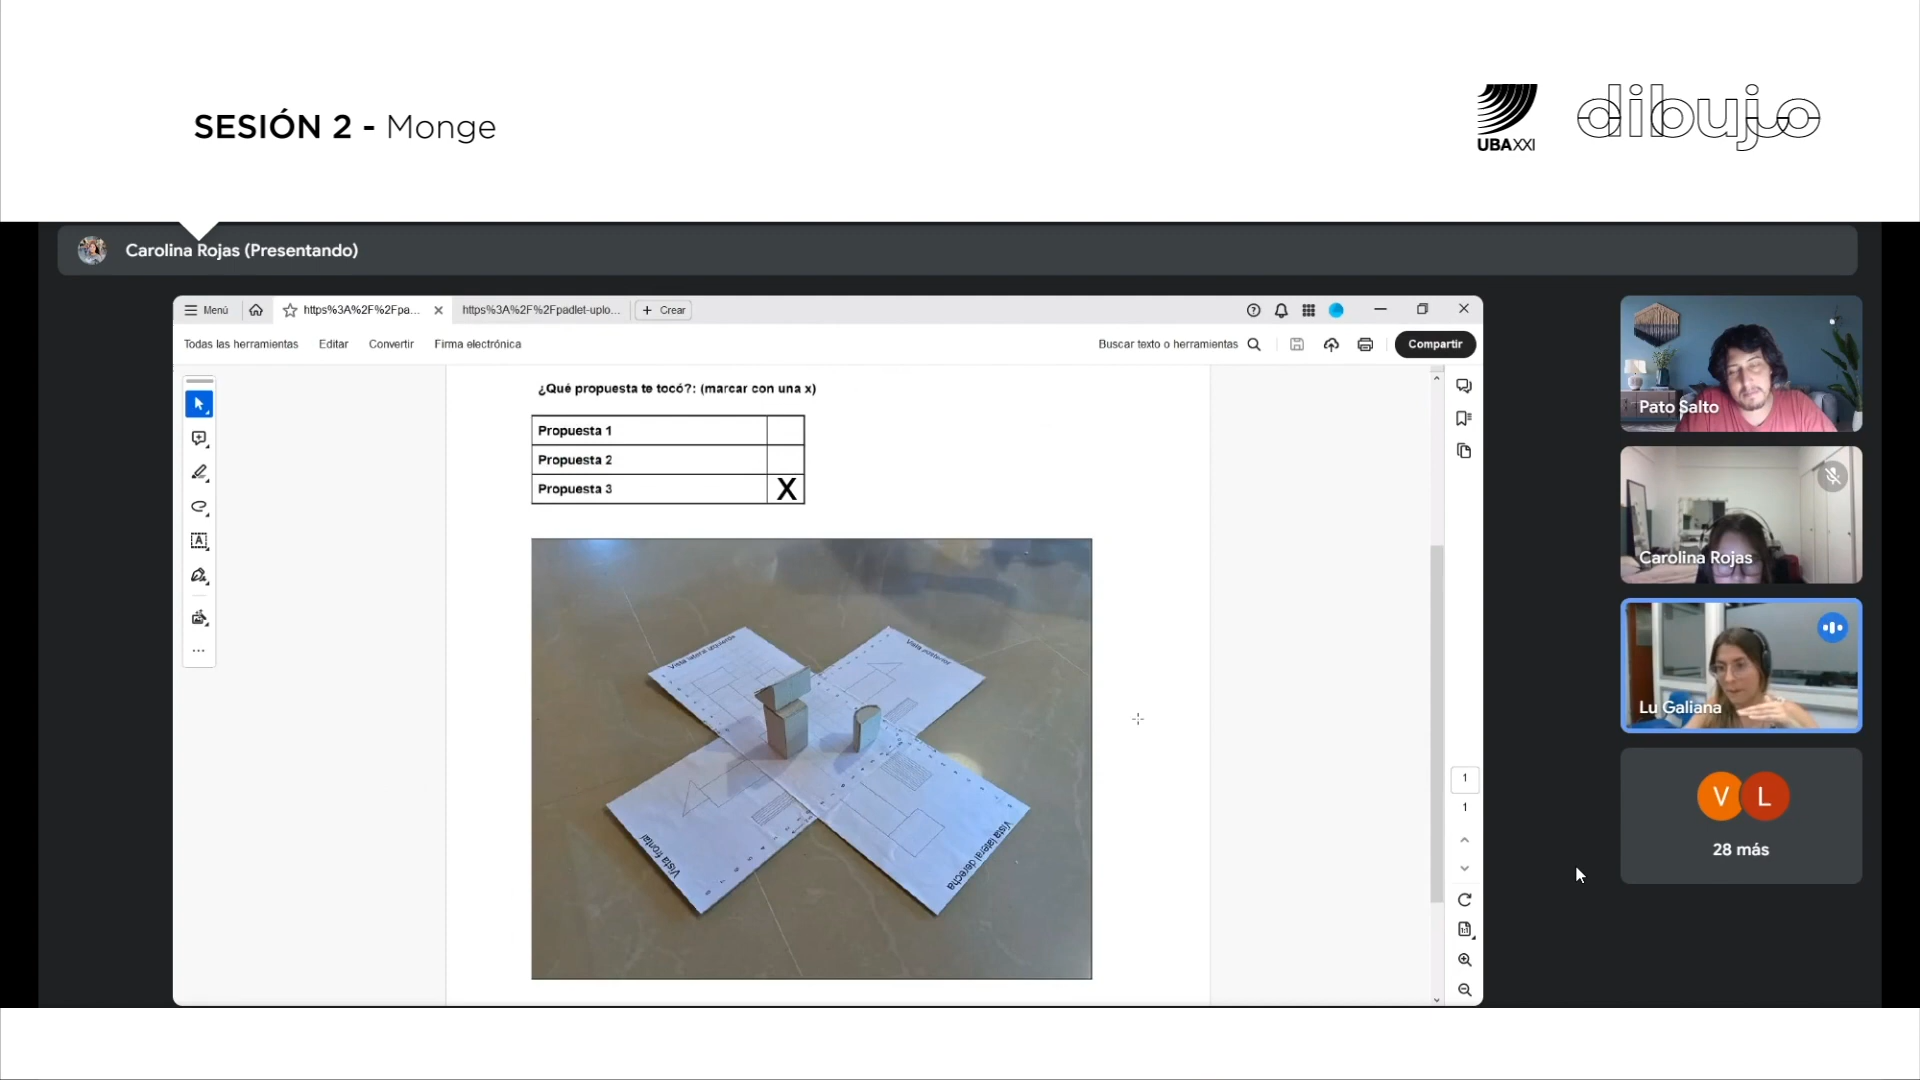 SESIÓN 2 - Monge
UBAXXI
dibujo
Carolina Rojas (Presentando)
Menú
https%3A%2F%2Fpa...
https%3A%2F%2Fpadlet-uplo...
+ Crear
Todas las herramientas
Editar
Convertir
Firma electrónica
Buscar texto o herramientas
Compartir
¿Qué propuesta te tocó?: (marcar con una x)
Propuesta 1
Propuesta 2
Propuesta 3 X
Vista lateral izquierda
Vista posterior
Vista frontal
Vista lateral derecha
1
1
Pato Salto
Carolina Rojas
Lu Galiana
V L
28 más